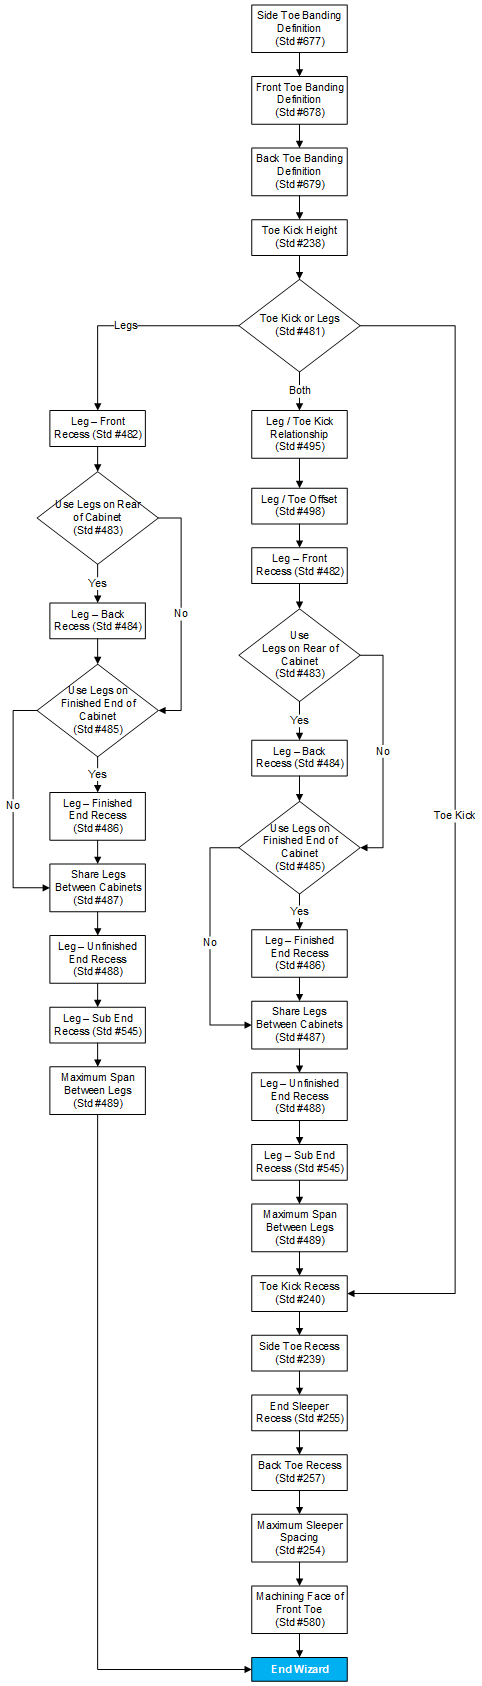 Side Toe Banding
Definition
(Std #677)
Front Toe Banding
Definition
(Std #678)
Back Toe Banding
Definition
(Std #679)
Toe Kick Height
(Std #238)
Toe Kick or Legs
(Std #481)
Legs
Both
Toe Kick
Leg – Front
Recess (Std #482)
Use Legs on Rear
of Cabinet
(Std #483)
Yes
No
Leg – Back
Recess (Std #484)
Use Legs on
Finished End of
Cabinet
(Std #485)
Yes
No
Leg – Finished
End Recess
(Std #486)
Share Legs
Between Cabinets
(Std #487)
Leg – Unfinished
End Recess
(Std #488)
Leg – Sub End
Recess (Std #545)
Maximum Span
Between Legs
(Std #489)
Leg / Toe Kick
Relationship
(Std #495)
Leg / Toe Offset
(Std #498)
Leg – Front
Recess (Std #482)
Use
Legs on Rear of
Cabinet
(Std #483)
Yes
No
Leg – Back
Recess (Std #484)
Use Legs on
Finished End of
Cabinet
(Std #485)
Yes
No
Leg – Finished
End Recess
(Std #486)
Share Legs
Between Cabinets
(Std #487)
Leg – Unfinished
End Recess
(Std #488)
Leg – Sub End
Recess (Std #545)
Maximum Span
Between Legs
(Std #489)
Toe Kick Recess
(Std #240)
Side Toe Recess
(Std #239)
End Sleeper
Recess (Std #255)
Back Toe Recess
(Std #257)
Maximum Sleeper
Spacing
(Std #254)
Machining Face of
Front Toe
(Std #580)
End Wizard